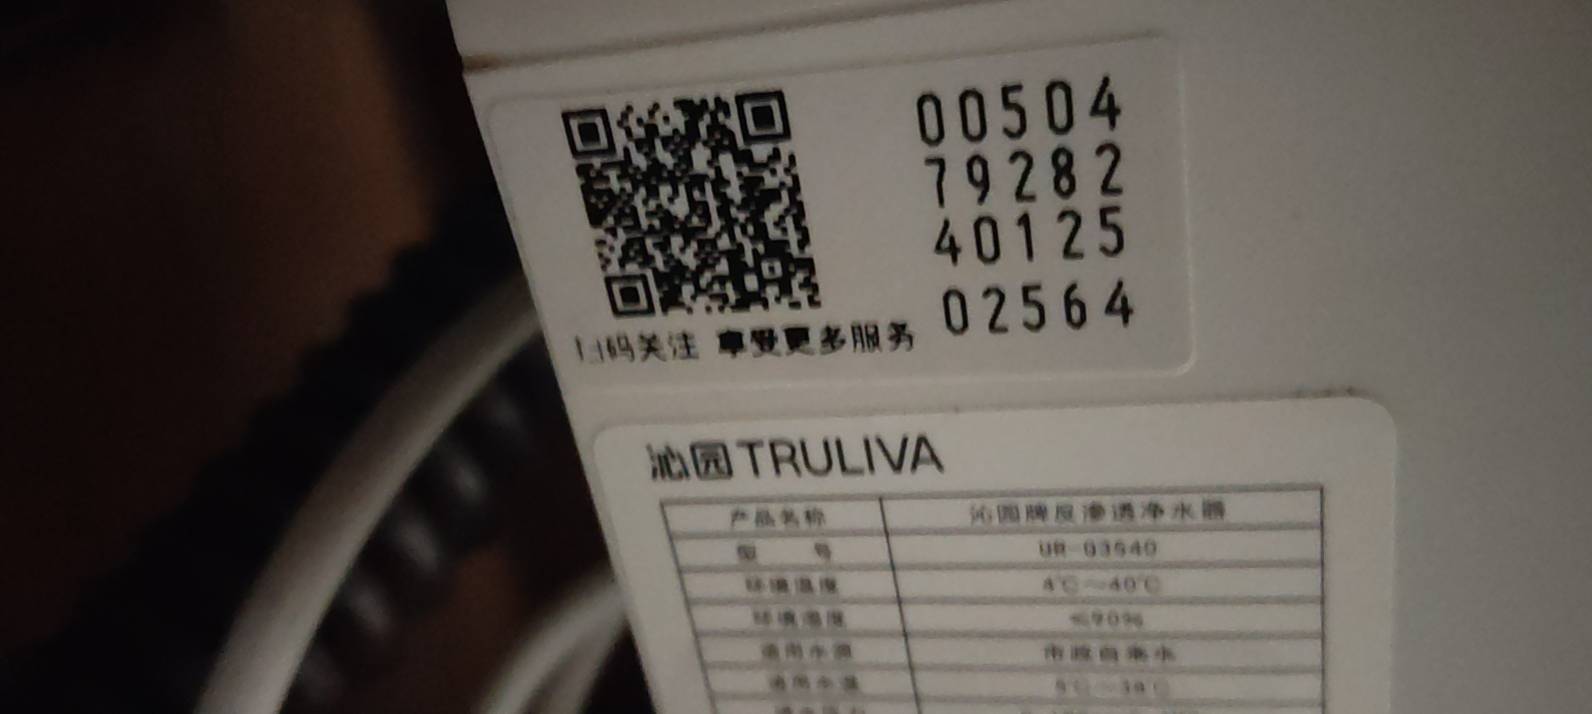 00504
79282
40125
02564
扫码关注 享受更多服务
沁园TRULIVA
产品名称 沁园牌反渗透净水器
型 号
环境温度 4℃~40℃
环境湿度 ≤90%
适用水源 市政自来水
适用水温 5℃~38℃